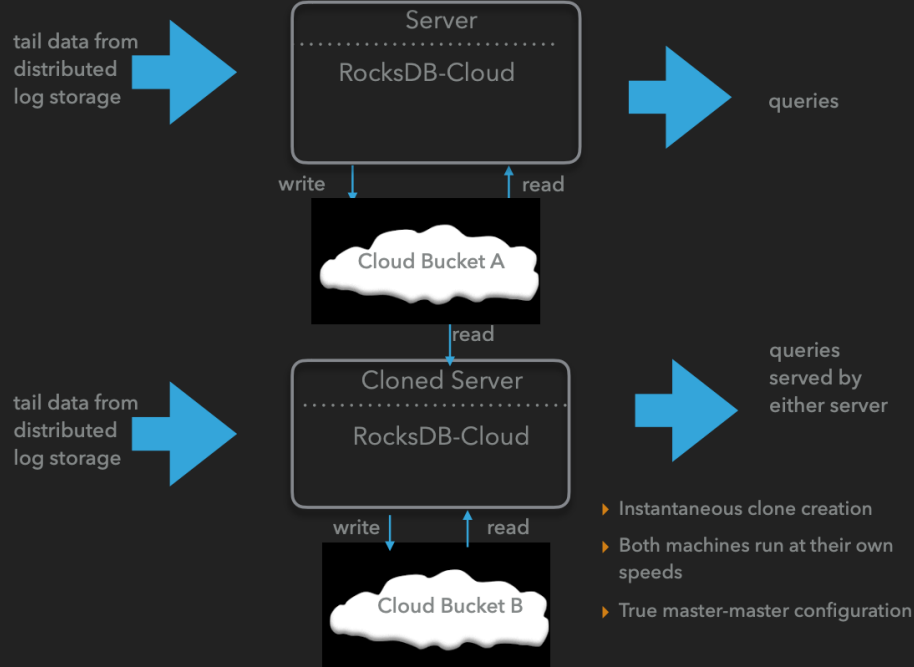 Server
tail data from
distributed
log storage
RocksDB-Cloud
queries
write
read
Cloud Bucket A
read
Cloned Server
tail data from
distributed
log storage
RocksDB-Cloud
queries
served by
either server
write
read
Cloud Bucket B
Instantaneous clone creation
Both machines run at their own
speeds
True master-master configuration